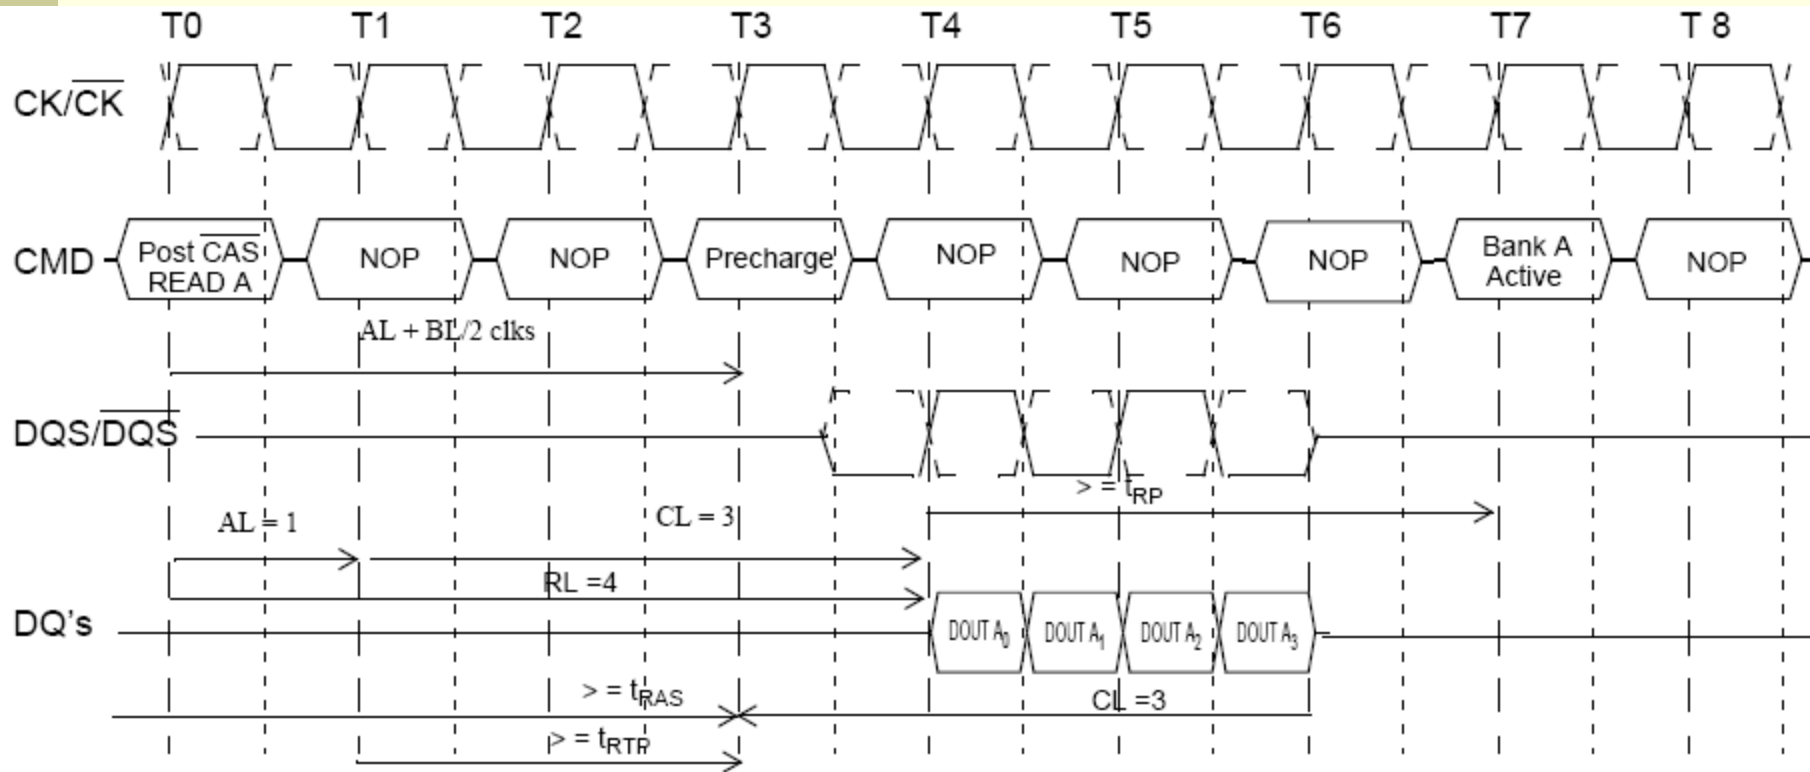 T0 T1 T2 T3 T4 T5 T6 T7 T 8
CK/CK
CMD
Post CAS
READ A
NOP
NOP
Precharge
NOP
NOP
NOP
Bank A
Active
NOP
AL + BL/2 clks
DQS/DQS
> = tRP
AL = 1
CL = 3
RL =4
DQ's
DOUT A0
DOUT A1
DOUT A2
DOUT A3
> = tRAS
CL =3
> = tRTP